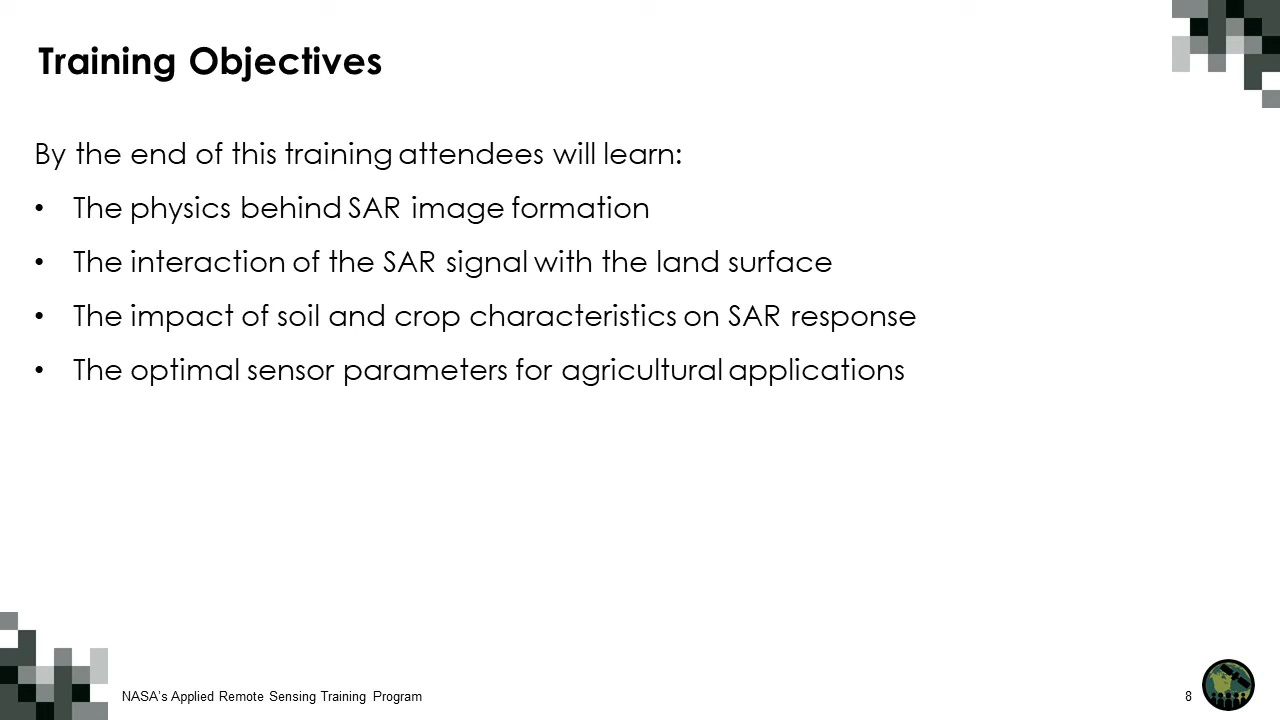 Training Objectives
By the end of this training attendees will learn:
• The physics behind SAR image formation
• The interaction of the SAR signal with the land surface
• The impact of soil and crop characteristics on SAR response
• The optimal sensor parameters for agricultural applications
NASA's Applied Remote Sensing Training Program
8